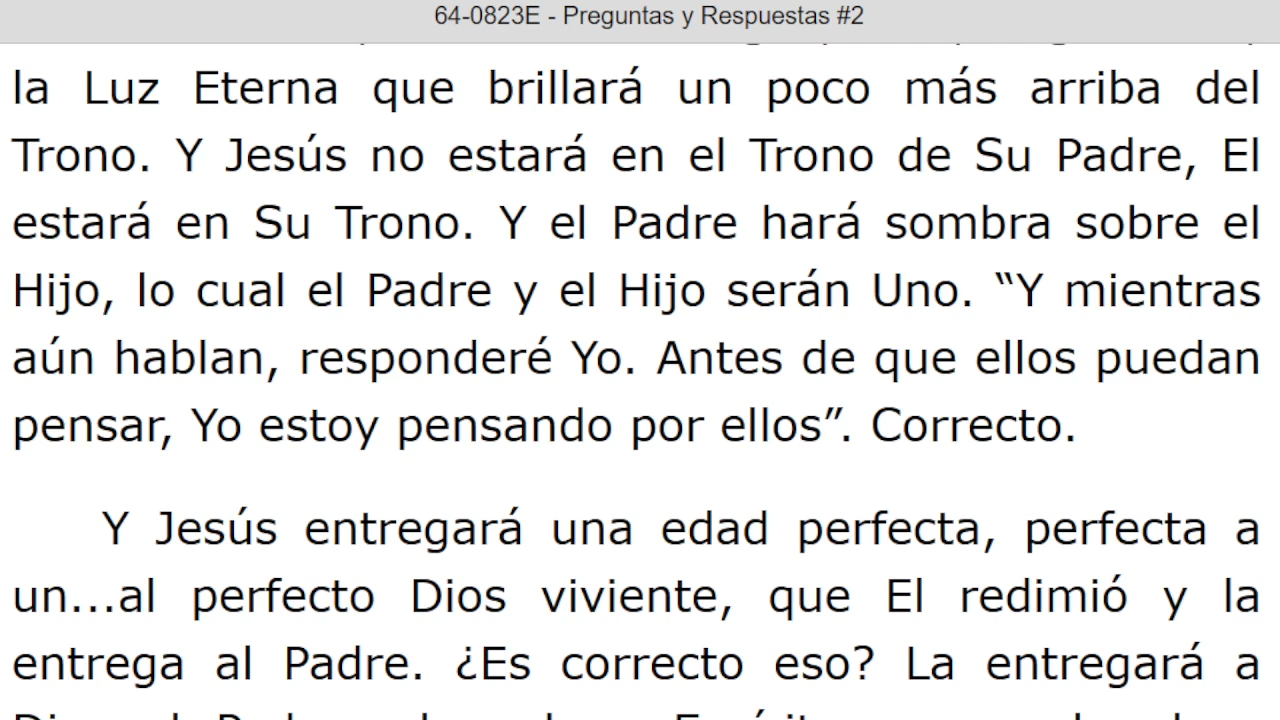 64-0823E - Preguntas y Respuestas #2
la Luz Eterna que brillará un poco más arriba del
Trono. Y Jesús no estará en el Trono de Su Padre, El
estará en Su Trono. Y el Padre hará sombra sobre el
Hijo, lo cual el Padre y el Hijo serán Uno. “Y mientras
aún hablan, responderé Yo. Antes de que ellos puedan
pensar, Yo estoy pensando por ellos”. Correcto.
Y Jesús entregará una edad perfecta, perfecta a
un...al perfecto Dios viviente, que El redimió y la
entrega al Padre. ¿Es correcto eso? La entregará a